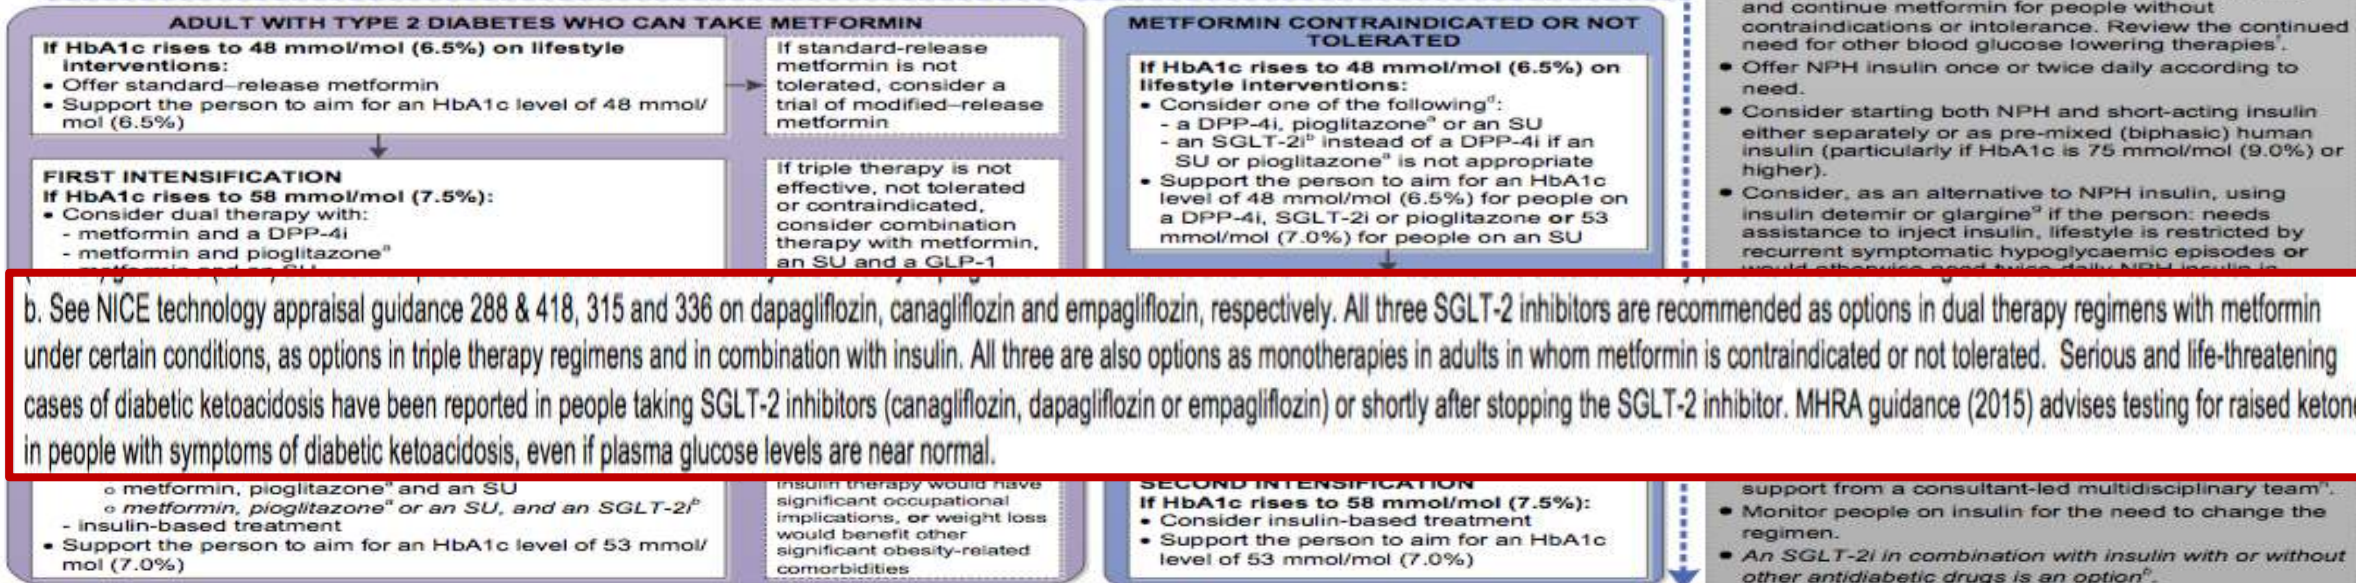 ADULT WITH TYPE 2 DIABETES WHO CAN TAKE METFORMIN
If HbA1c rises to 48 mmol/mol (6.5%) on lifestyle
interventions:
• Offer standard–release metformin
• Support the person to aim for an HbA1c level of 48 mmol/
mol (6.5%)
If standard-release
metformin is not
tolerated, consider a
trial of modified–release
metformin
FIRST INTENSIFICATION
If HbA1c rises to 58 mmol/mol (7.5%):
• Consider dual therapy with:
- metformin and a DPP-4i
- metformin and pioglitazoneᵃ
- metformin and an SU
If triple therapy is not
effective, not tolerated
or contraindicated,
consider combination
therapy with metformin,
an SU and a GLP-1
METFORMIN CONTRAINDICATED OR NOT
TOLERATED
If HbA1c rises to 48 mmol/mol (6.5%) on
lifestyle interventions:
• Consider one of the followingᵈ:
- a DPP-4i, pioglitazoneᵃ or an SU
- an SGLT-2iᵇ instead of a DPP-4i if an
SU or pioglitazoneᵃ is not appropriate
• Support the person to aim for an HbA1c
level of 48 mmol/mol (6.5%) for people on
a DPP-4i, SGLT-2i or pioglitazone or 53
mmol/mol (7.0%) for people on an SU
and continue metformin for people without
contraindications or intolerance. Review the continued
need for other blood glucose lowering therapiesᶠ.
• Offer NPH insulin once or twice daily according to
need.
• Consider starting both NPH and short-acting insulin
either separately or as pre-mixed (biphasic) human
insulin (particularly if HbA1c is 75 mmol/mol (9.0%) or
higher).
• Consider, as an alternative to NPH insulin, using
insulin detemir or glargineᵍ if the person: needs
assistance to inject insulin, lifestyle is restricted by
recurrent symptomatic hypoglycaemic episodes or
would otherwise need twice-daily NPH insulin in
b. See NICE technology appraisal guidance 288 & 418, 315 and 336 on dapagliflozin, canagliflozin and empagliflozin, respectively. All three SGLT-2 inhibitors are recommended as options in dual therapy regimens with metformin
under certain conditions, as options in triple therapy regimens and in combination with insulin. All three are also options as monotherapies in adults in whom metformin is contraindicated or not tolerated. Serious and life-threatening
cases of diabetic ketoacidosis have been reported in people taking SGLT-2 inhibitors (canagliflozin, dapagliflozin or empagliflozin) or shortly after stopping the SGLT-2 inhibitor. MHRA guidance (2015) advises testing for raised ketone
in people with symptoms of diabetic ketoacidosis, even if plasma glucose levels are near normal.
o metformin, pioglitazoneᵃ and an SU
o metformin, pioglitazoneᵃ or an SU, and an SGLT-2iᵇ
- insulin-based treatment
• Support the person to aim for an HbA1c level of 53 mmol/
mol (7.0%)
insulin therapy would have
significant occupational
implications, or weight loss
would benefit other
significant obesity-related
comorbidities
SECOND INTENSIFICATION
If HbA1c rises to 58 mmol/mol (7.5%):
• Consider insulin-based treatment
• Support the person to aim for an HbA1c
level of 53 mmol/mol (7.0%)
support from a consultant-led multidisciplinary teamʰ.
• Monitor people on insulin for the need to change the
regimen.
• An SGLT-2i in combination with insulin with or without
other antidiabetic drugs is an optionᵇ.